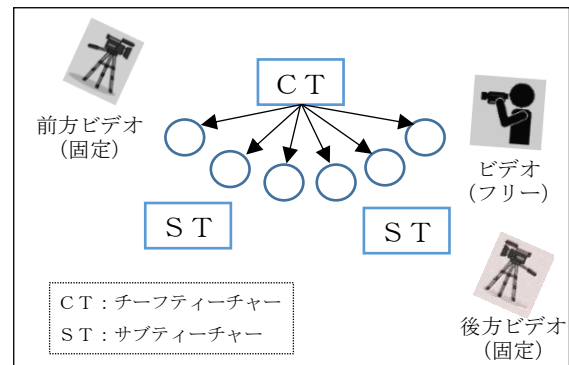 ＣＴ
前方ビデオ
（固定）
ビデオ
（フリー）
ＳＴ
ＳＴ
ＣＴ：チーフティーチャー
ＳＴ：サブティーチャー
後方ビデオ
（固定）